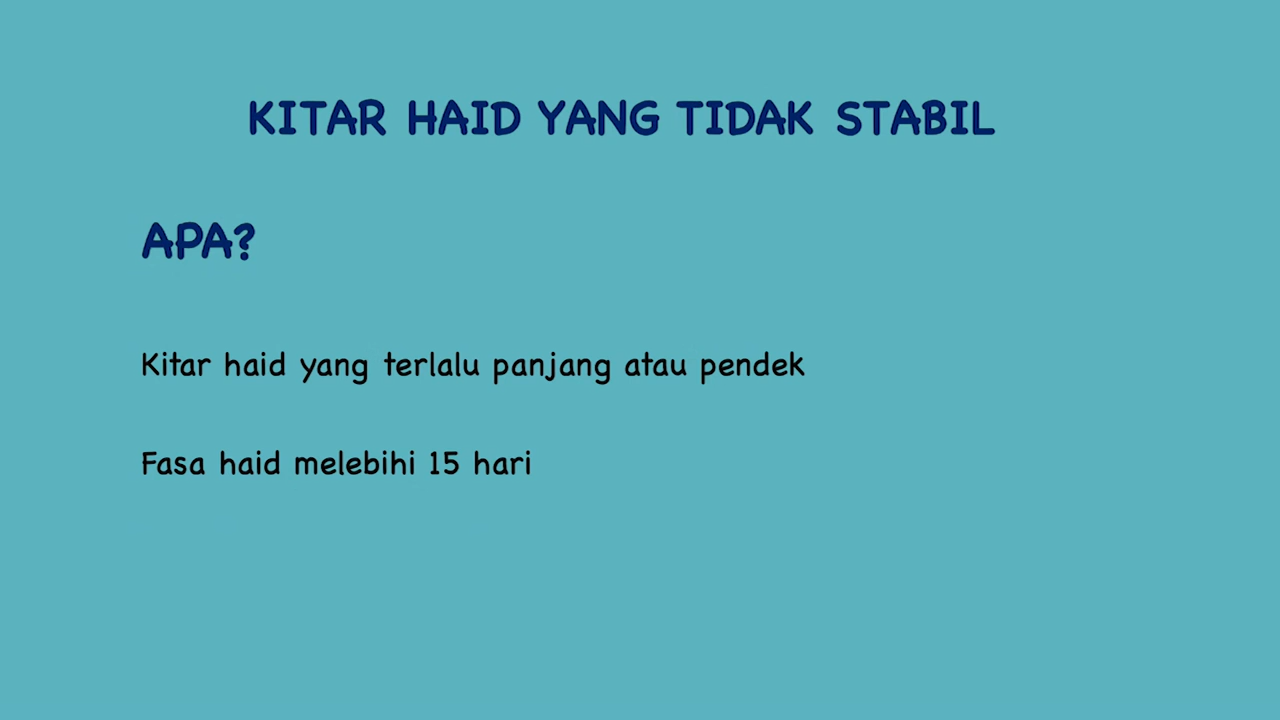 KITAR HAID YANG TIDAK STABIL
APA?
Kitar haid yang terlalu panjang atau pendek
Fasa haid melebihi 15 hari